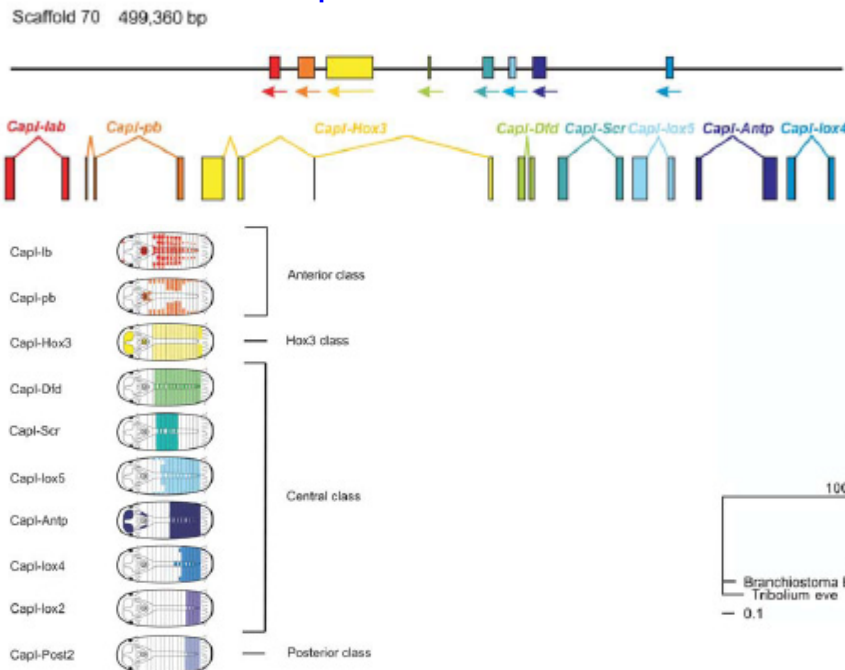 Scaffold 70 499,360 bp
Capl-lab Capl-pb Capl-Hox3 Capl-Dfd Capl-Scr Capl-lox5 Capl-Antp Capl-lox4
Capl-lb
Capl-pb
Anterior class
Capl-Hox3
Hox3 class
Capl-Dfd
Capl-Scr
Capl-lox5
Central class
100
Capl-Antp
Capl-lox4
Branchiostoma E
Tribolium eve
Capl-lox2
0.1
Capl-Post2
Posterior class